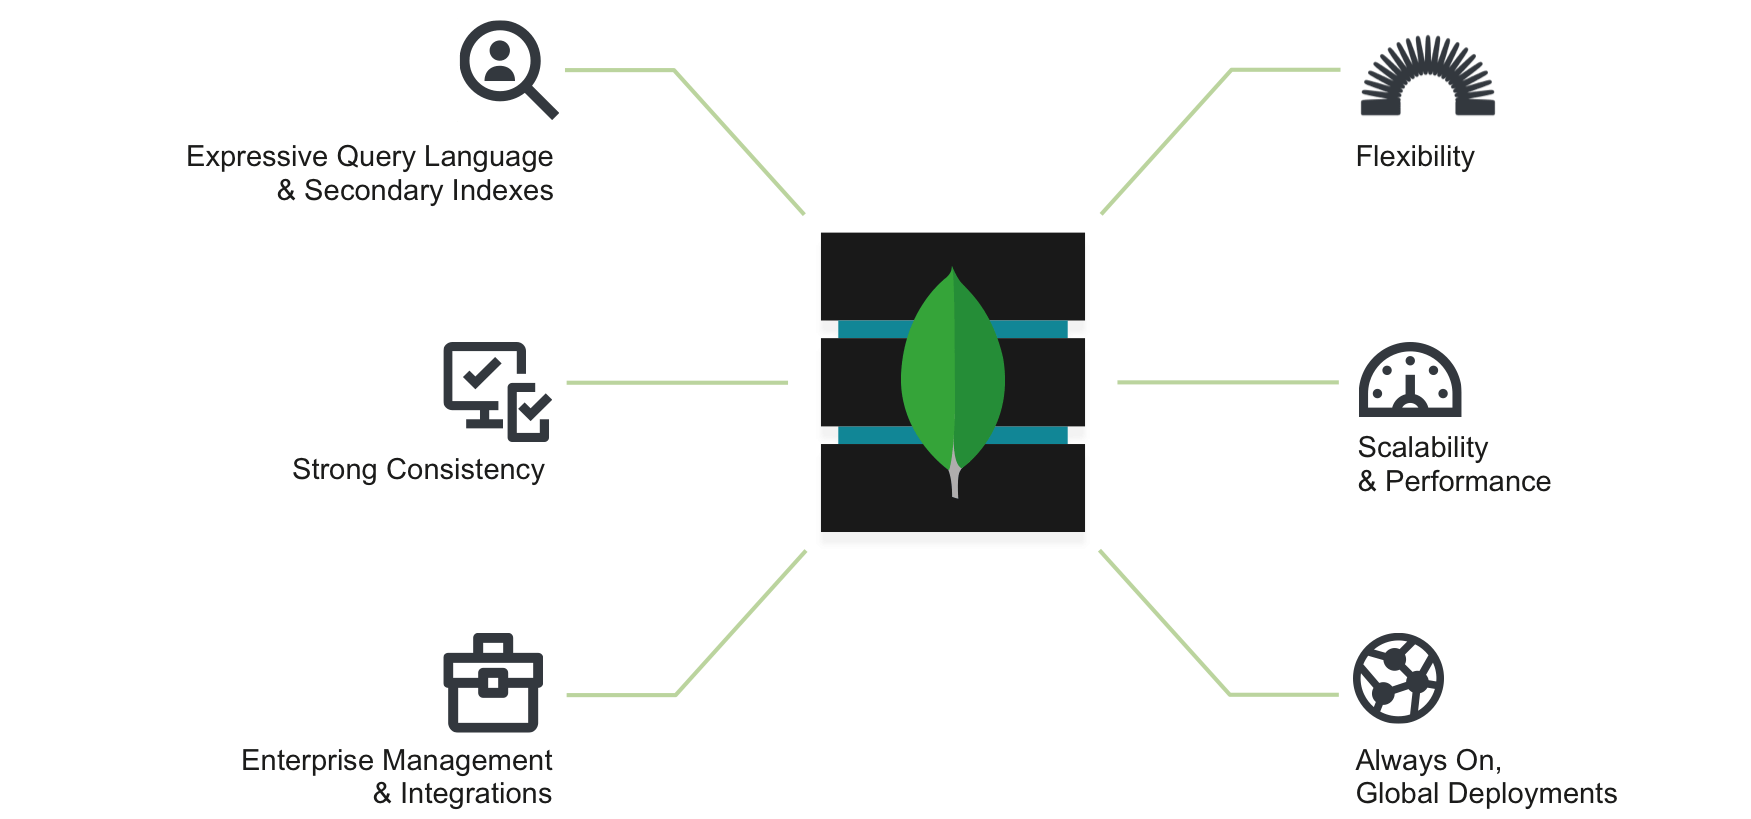 Expressive Query Language
& Secondary Indexes
Flexibility
Strong Consistency
Scalability
& Performance
Enterprise Management
& Integrations
Always On,
Global Deployments